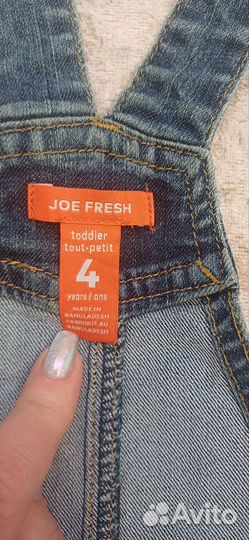 JOE FRESH
toddler
tout-petit
4
years / ans
MADE IN
BANGLADESH
FABRIQUÉ AU
BANGLADESH
Avito